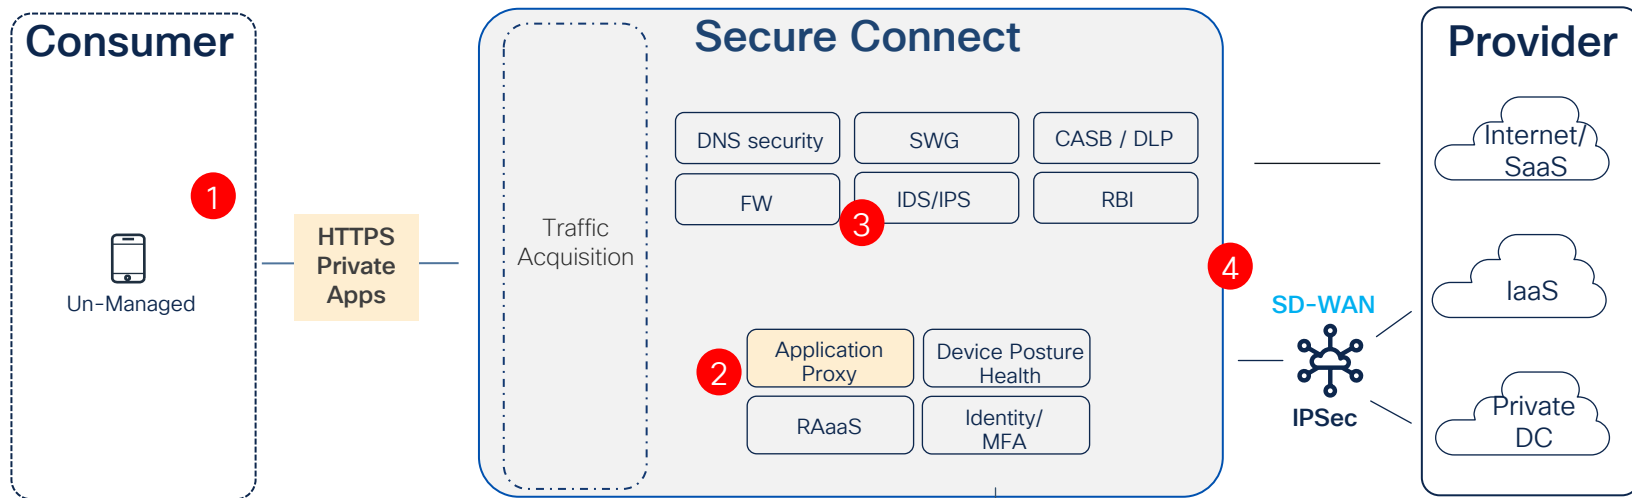 Consumer
1
Un-Managed
HTTPS
Private
Apps
Secure Connect
Traffic
Acquisition
DNS security
SWG
CASB / DLP
FW
IDS/IPS
RBI
3
2
Application
Proxy
Device Posture
Health
RAaaS
Identity/
MFA
4
SD-WAN
IPSec
Provider
Internet/
SaaS
IaaS
Private
DC